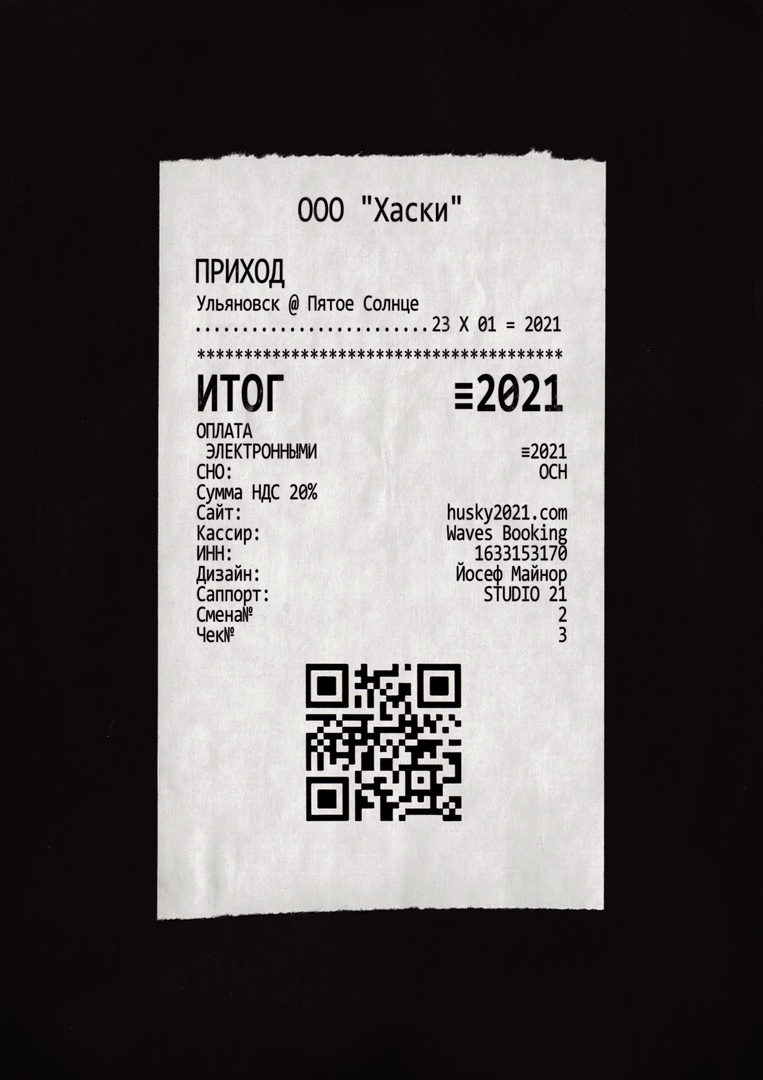 ООО "Хаски"
ПРИХОД
Ульяновск @ Пятое Солнце
.........................23 X 01 = 2021
***************************************
ИТОГ ≡2021
ОПЛАТА
ЭЛЕКТРОННЫМИ ≡2021
СНО: ОСН
Сумма НДС 20%
Сайт: husky2021.com
Кассир: Waves Booking
ИНН: 1633153170
Дизайн: Йосеф Майнор
Саппорт: STUDIO 21
Смена№ 2
Чек№ 3